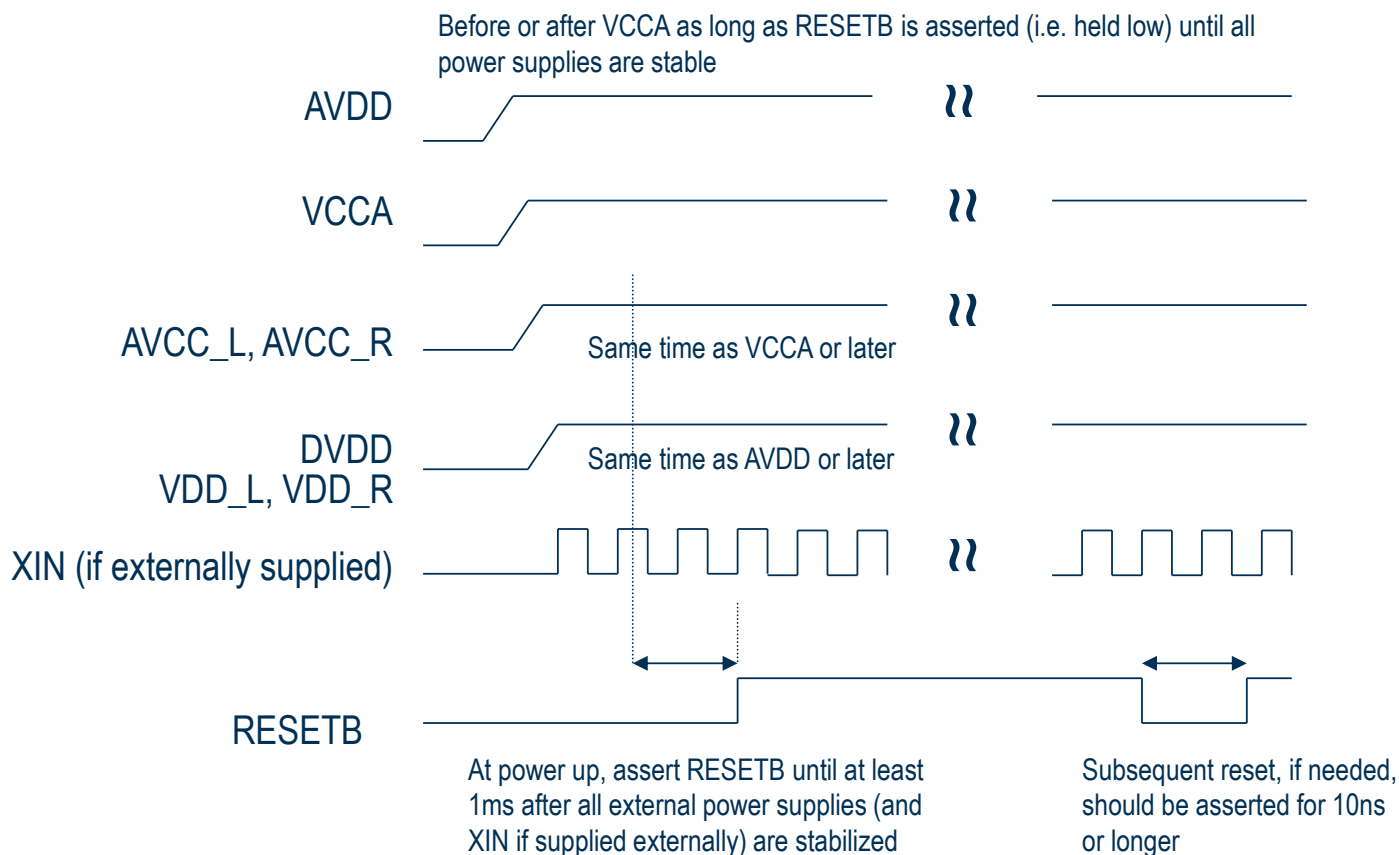 Before or after VCCA as long as RESETB is asserted (i.e. held low) until all
power supplies are stable
AVDD
VCCA
AVCC_L, AVCC_R
Same time as VCCA or later
DVDD
VDD_L, VDD_R
Same time as AVDD or later
XIN (if externally supplied)
RESETB
At power up, assert RESETB until at least
1ms after all external power supplies (and
XIN if supplied externally) are stabilized
Subsequent reset, if needed,
should be asserted for 10ns
or longer